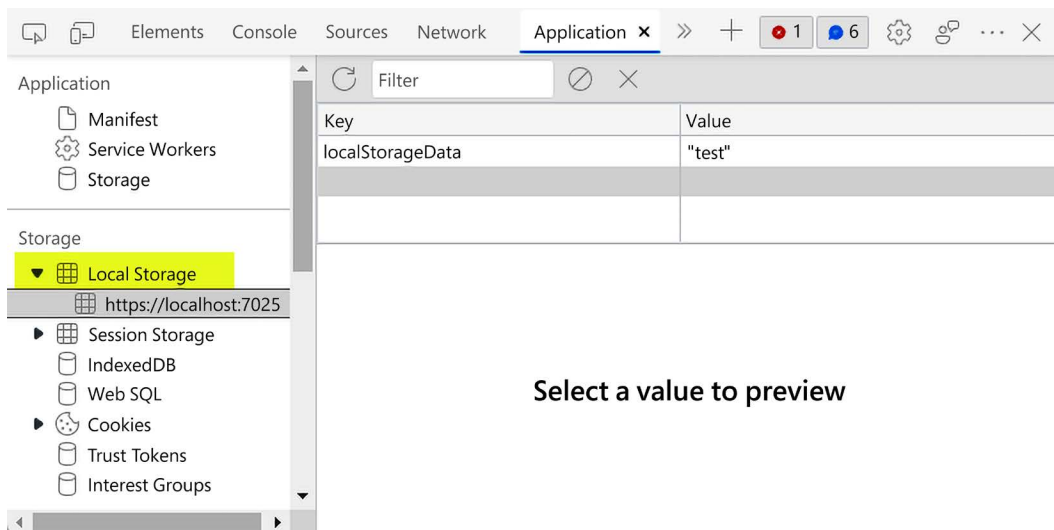 Elements Console Sources Network Application 1 6
Application
Filter
Manifest
Key Value
Service Workers
localStorageData "test"
Storage
Storage
Local Storage
https://localhost:7025
Session Storage
IndexedDB
Web SQL
Select a value to preview
Cookies
Trust Tokens
Interest Groups